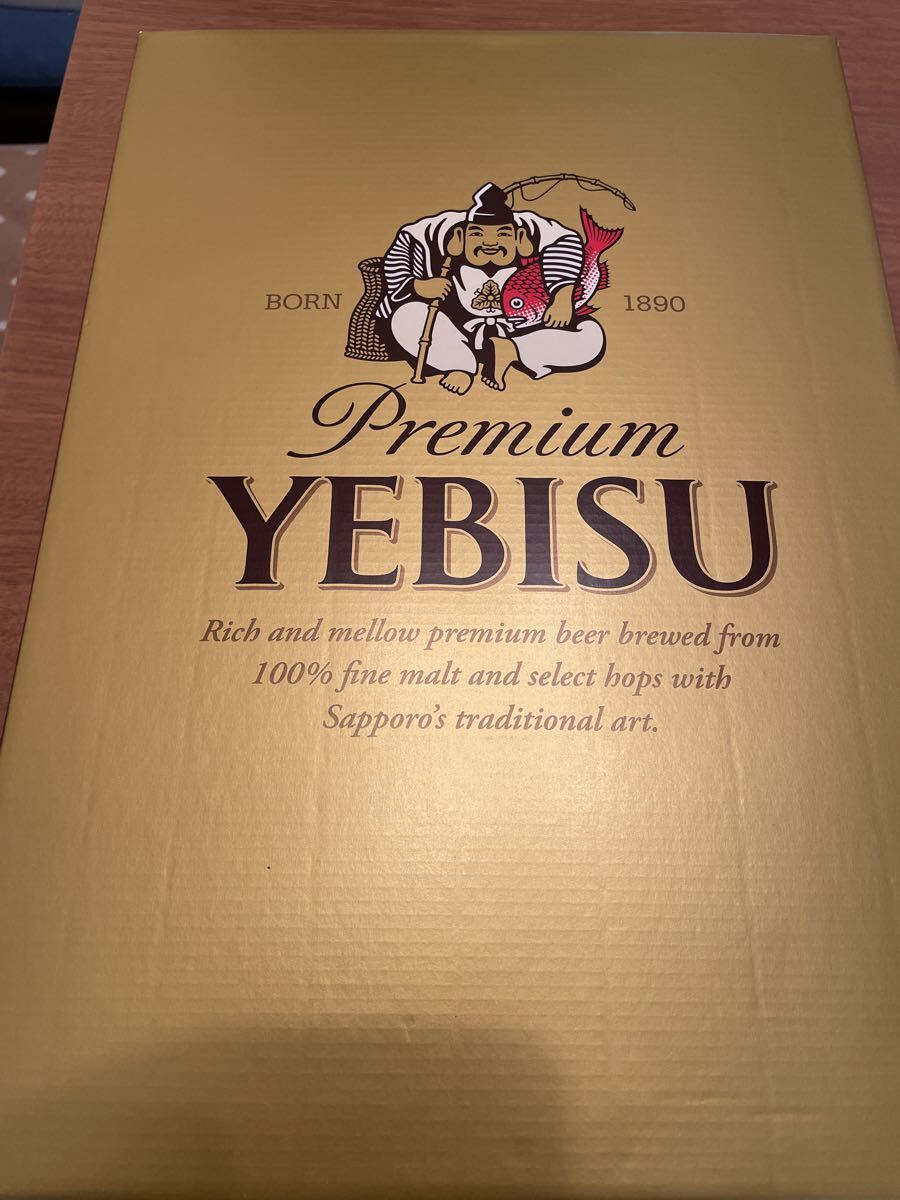 BORN 1890
Premium
YEBISU
Rich and mellow premium beer brewed from
100% fine malt and select hops with
Sapporo's traditional art.